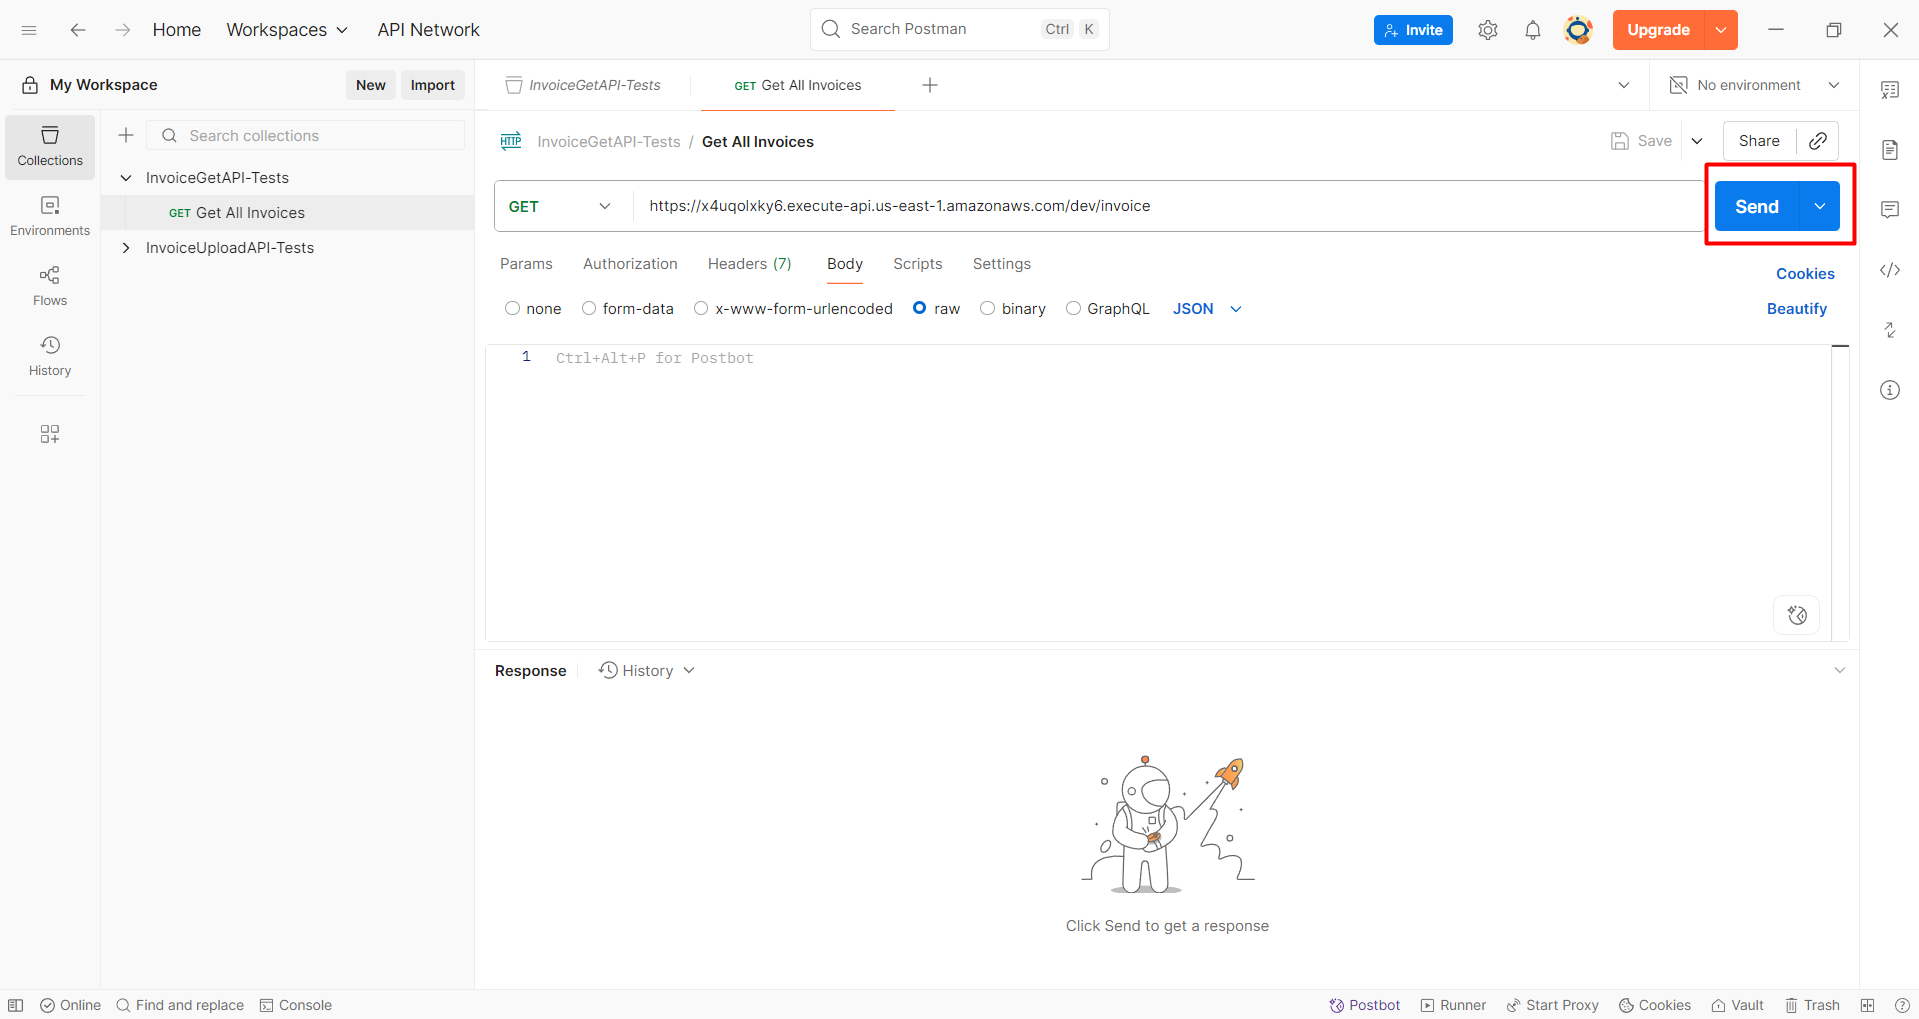 Home Workspaces API Network Search Postman Ctrl K Invite Upgrade
My Workspace New Import
InvoiceGetAPI-Tests GET Get All Invoices No environment
Collections
Environments
Flows
History
Search collections
InvoiceGetAPI-Tests
GET Get All Invoices
InvoiceUploadAPI-Tests
HTTP InvoiceGetAPI-Tests / Get All Invoices Save Share
GET https://x4uqolxky6.execute-api.us-east-1.amazonaws.com/dev/invoice Send
Params Authorization Headers (7) Body Scripts Settings Cookies
none form-data x-www-form-urlencoded raw binary GraphQL JSON Beautify
1 Ctrl+Alt+P for Postbot
Response History
Click Send to get a response
Online Find and replace Console Postbot Runner Start Proxy Cookies Vault Trash